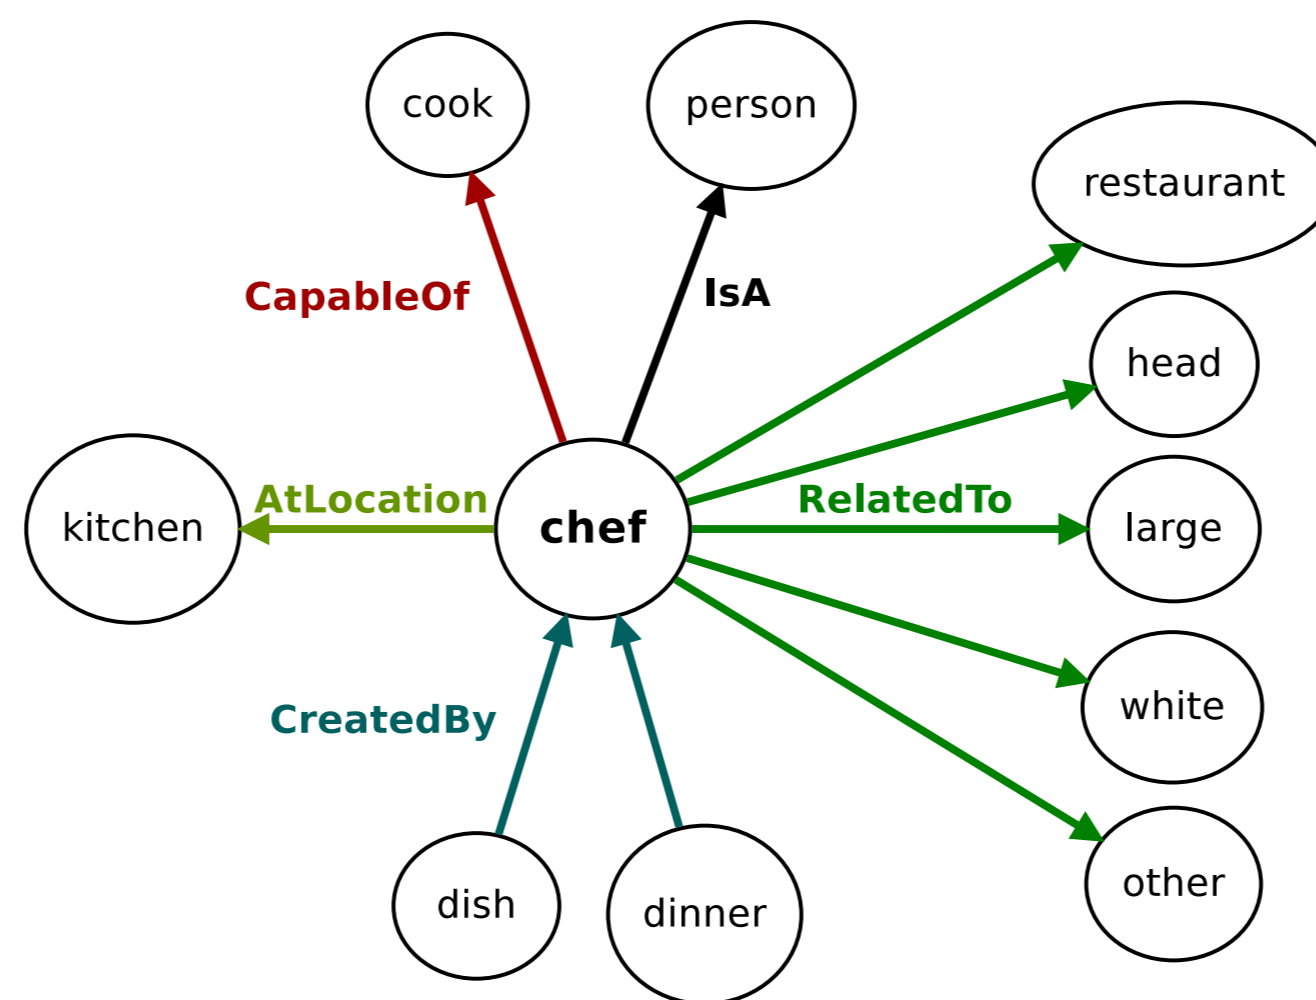 cook
person
restaurant
CapableOf
IsA
head
kitchen
AtLocation
chef
RelatedTo
large
CreatedBy
white
dish
dinner
other